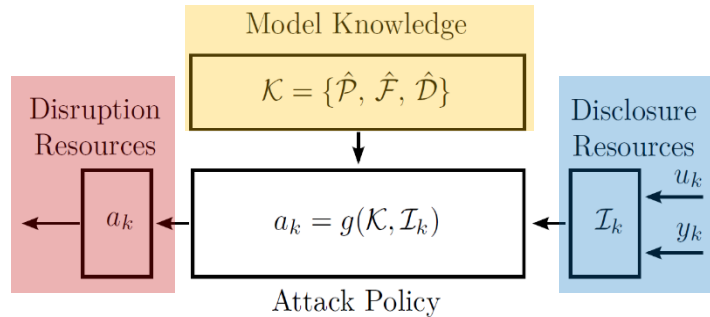 Model Knowledge
𝒦 = {𝒫̂, ℱ̂, 𝒟̂}
Disruption
Resources
a_k
a_k = g(𝒦, ℐ_k)
Attack Policy
Disclosure
Resources
ℐ_k
u_k
y_k